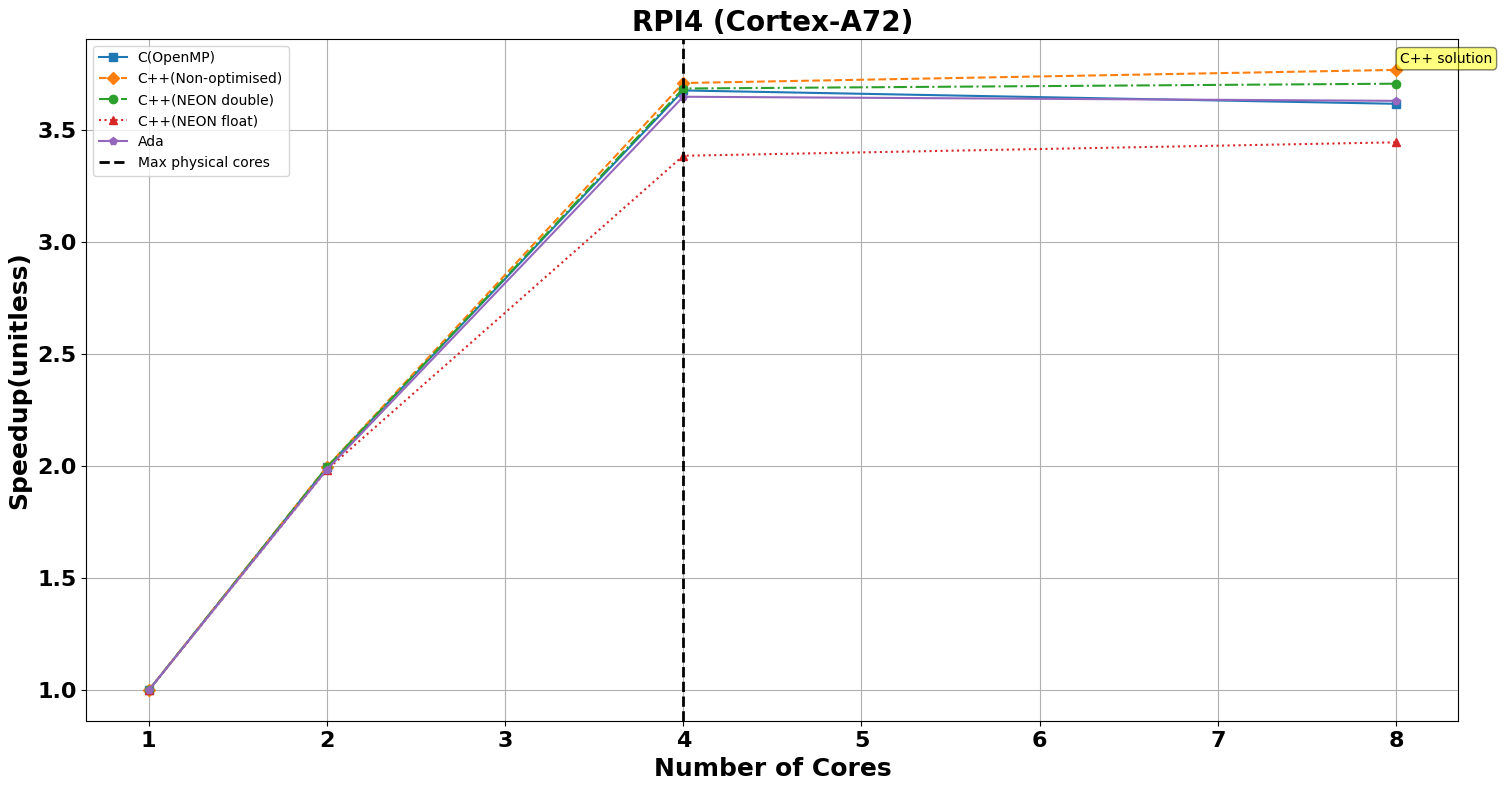 RPI4 (Cortex-A72)
C(OpenMP)
C++(Non-optimised)
C++(NEON double)
C++(NEON float)
Ada
Max physical cores
C++ solution
Speedup(unitless)
3.5
3.0
2.5
2.0
1.5
1.0
1 2 3 4 5 6 7 8
Number of Cores